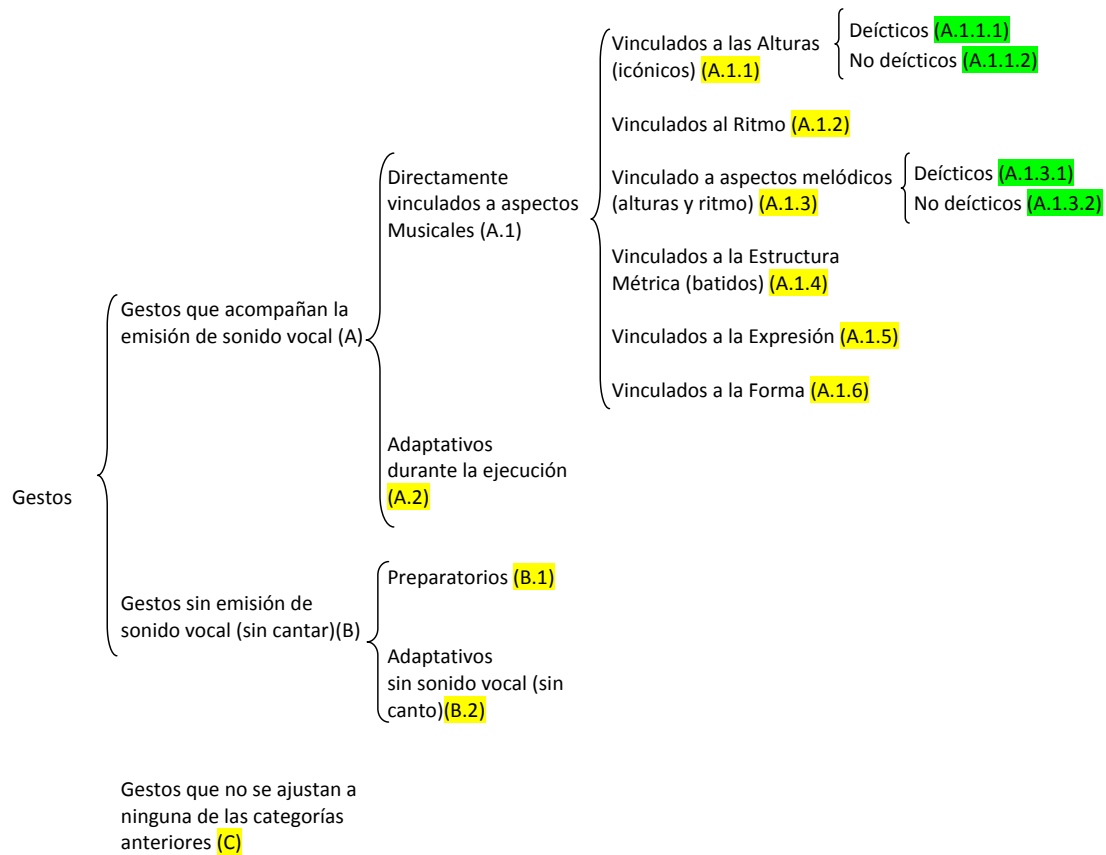 Gestos
Gestos que acompañan la
emisión de sonido vocal (A)
Directamente
vinculados a aspectos
Musicales (A.1)
Vinculados a las Alturas
(icónicos) (A.1.1)
Deícticos (A.1.1.1)
No deícticos (A.1.1.2)
Vinculados al Ritmo (A.1.2)
Vinculado a aspectos melódicos
(alturas y ritmo) (A.1.3)
Deícticos (A.1.3.1)
No deícticos (A.1.3.2)
Vinculados a la Estructura
Métrica (batidos) (A.1.4)
Vinculados a la Expresión (A.1.5)
Vinculados a la Forma (A.1.6)
Adaptativos
durante la ejecución
(A.2)
Gestos sin emisión de
sonido vocal (sin cantar)(B)
Preparatorios (B.1)
Adaptativos
sin sonido vocal (sin
canto)(B.2)
Gestos que no se ajustan a
ninguna de las categorías
anteriores (C)